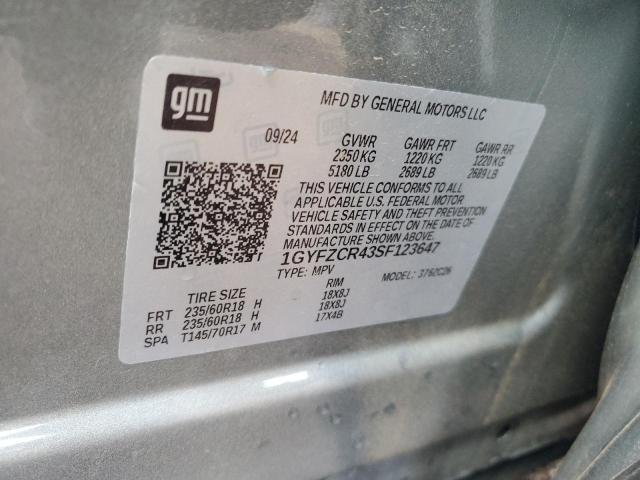 gm
MFD BY GENERAL MOTORS LLC
09/24 GVWR GAWR FRT GAWR RR
2350 KG 1220 KG 1220 KG
5180 LB 2689 LB 2689 LB
THIS VEHICLE CONFORMS TO ALL
APPLICABLE U.S. FEDERAL MOTOR
VEHICLE SAFETY AND THEFT PREVENTION
STANDARDS IN EFFECT ON THE DATE OF
MANUFACTURE SHOWN ABOVE.
1GYFZCR43SF123647
TYPE: MPV MODEL: 3762C26
TIRE SIZE RIM
FRT 235/60R18 H 18X8J
RR 235/60R18 H 18X8J
SPA T145/70R17 M 17X4B